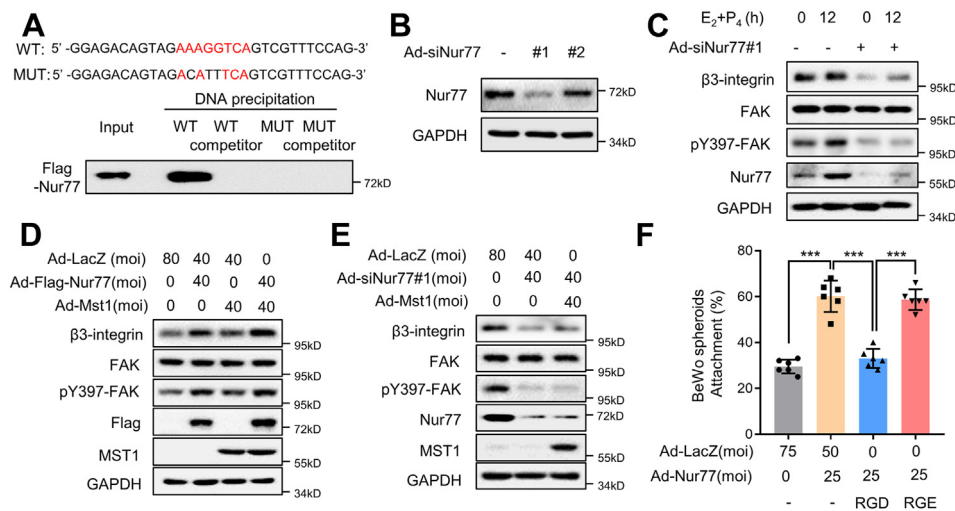 A
WT: 5' -GGAGACAGTAGAAAGGTCAGTCGTTTCCAG-3'
MUT: 5' -GGAGACAGTAGACATTTCAGTCGTTTCCAG-3'
DNA precipitation
Input WT WT MUT MUT
competitor competitor
Flag
-Nur77
72kD
B
Ad-siNur77 - #1 #2
Nur77 72kD
GAPDH 34kD
C
E2+P4 (h) 0 12 0 12
Ad-siNur77#1 - - + +
β3-integrin 95kD
FAK 95kD
pY397-FAK 95kD
Nur77 55kD
GAPDH 34kD
D
Ad-LacZ (moi) 80 40 40 0
Ad-Flag-Nur77(moi) 0 40 0 40
Ad-Mst1(moi) 0 0 40 40
β3-integrin 95kD
FAK 95kD
pY397-FAK 95kD
Flag 72kD
MST1 55kD
GAPDH 34kD
E
Ad-LacZ (moi) 80 40 0
Ad-siNur77#1(moi) 0 40 40
Ad-Mst1(moi) 0 0 40
β3-integrin 95kD
FAK 95kD
pY397-FAK 95kD
Nur77 72kD
MST1 55kD
GAPDH 34kD
F
BeWo spheroids
Attachment (%)
80
60
40
20
0
*** *** ***
Ad-LacZ(moi) 75 50 0 0
Ad-Nur77(moi) 0 25 25 25
- - RGD RGE